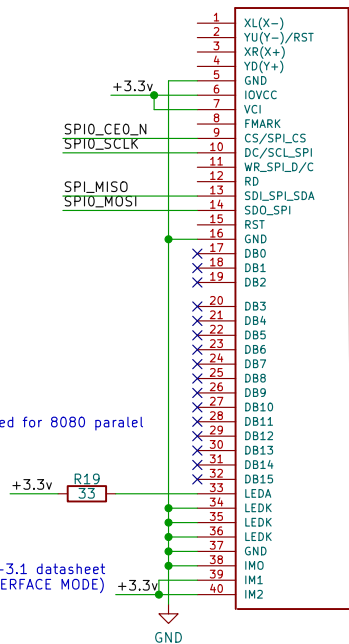 1 XL(X-)
2 YU(Y-)/RST
3 XR(X+)
4 YD(Y+)
5 GND
+3.3v 6 IOVCC
7 VCI
8 FMARK
SPI0_CE0_N 9 CS/SPI_CS
SPI0_SCLK 10 DC/SCL_SPI
11 WR_SPI_D/C
12 RD
SPI_MISO 13 SDI_SPI_SDA
SPI0_MOSI 14 SDO_SPI
15 RST
16 GND
17 DB0
18 DB1
19 DB2
20 DB3
21 DB4
22 DB5
23 DB6
24 DB7
25 DB8
26 DB9
27 DB10
28 DB11
ed for 8080 paralel
29 DB12
30 DB13
31 DB14
32 DB15
R19
+3.3v 33 33 LEDA
34 LEDK
35 LEDK
36 LEDK
37 GND
38 IM0
-3.1 datasheet
39 IM1
ERFACE MODE) +3.3v 40 IM2
GND